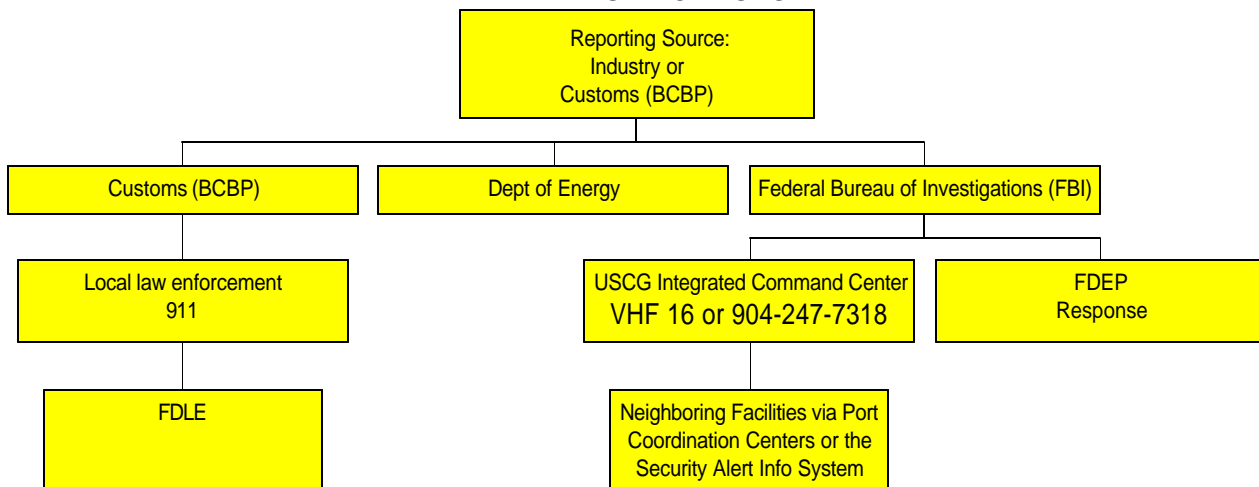 Reporting Source:
Industry or
Customs (BCBP)
Customs (BCBP)
Dept of Energy
Federal Bureau of Investigations (FBI)
Local law enforcement
911
USCG Integrated Command Center
VHF 16 or 904-247-7318
FDEP
Response
FDLE
Neighboring Facilities via Port
Coordination Centers or the
Security Alert Info System